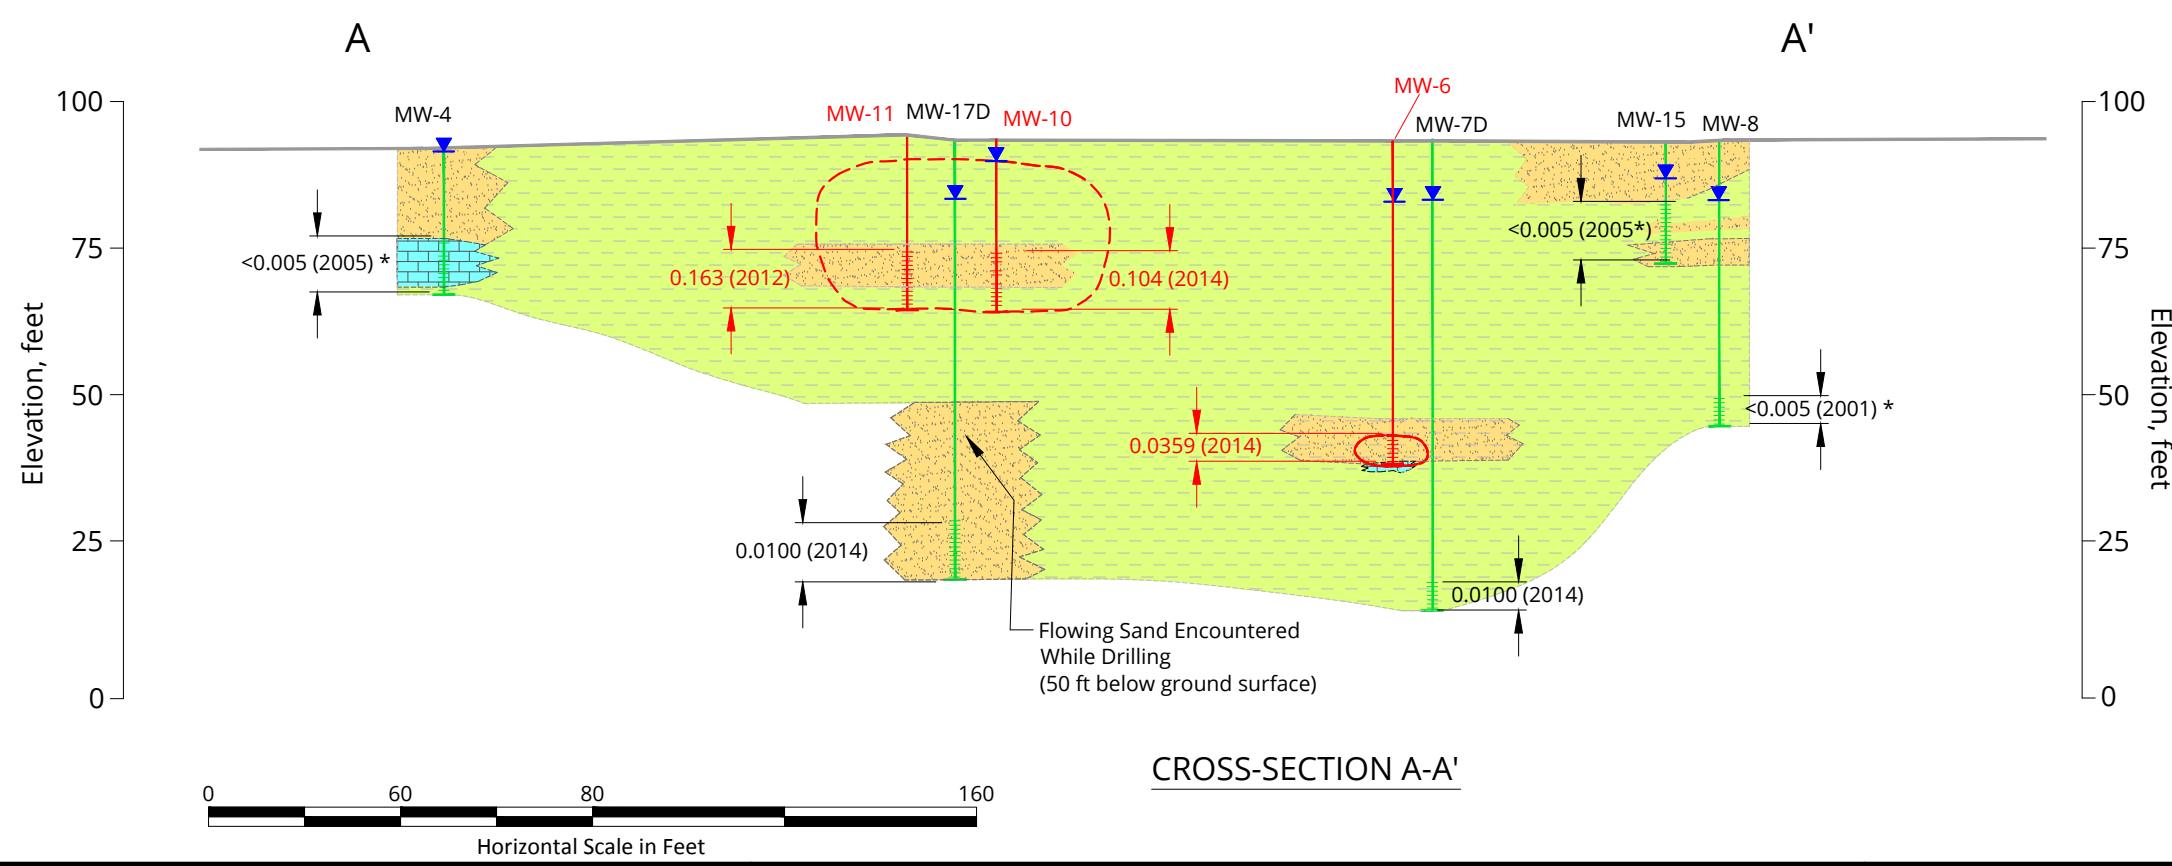 A
A'
MW-6
100
100
MW-4
MW-11
MW-17D
MW-10
MW-7D
MW-15
MW-8
<0.005 (2005*)
75
75
<0.005 (2005) *
0.163 (2012)
0.104 (2014)
Elevation, feet
Elevation, feet
50
50
<0.005 (2001) *
0.0359 (2014)
25
25
0.0100 (2014)
0.0100 (2014)
Flowing Sand Encountered
While Drilling
(50 ft below ground surface)
0
0
CROSS-SECTION A-A'
0
60
80
160
Horizontal Scale in Feet